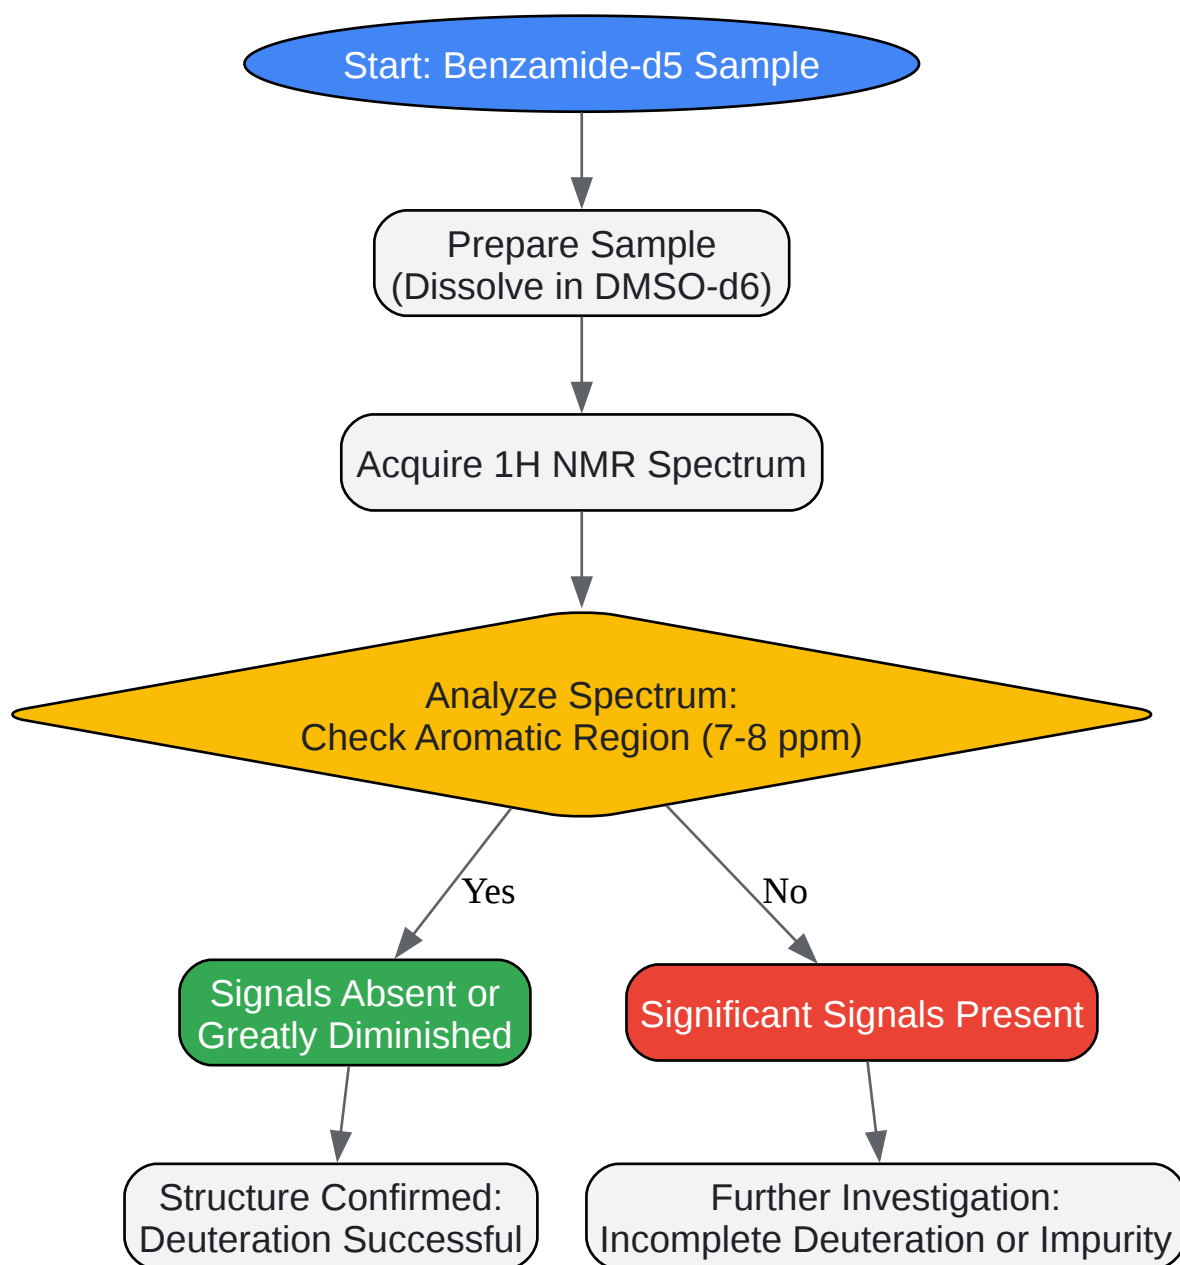 Start: Benzamide-d5 Sample
Prepare Sample
(Dissolve in DMSO-d6)
Acquire 1H NMR Spectrum
Analyze Spectrum:
Check Aromatic Region (7-8 ppm)
Yes
No
Signals Absent or
Greatly Diminished
Significant Signals Present
Structure Confirmed:
Deuteration Successful
Further Investigation:
Incomplete Deuteration or Impurity